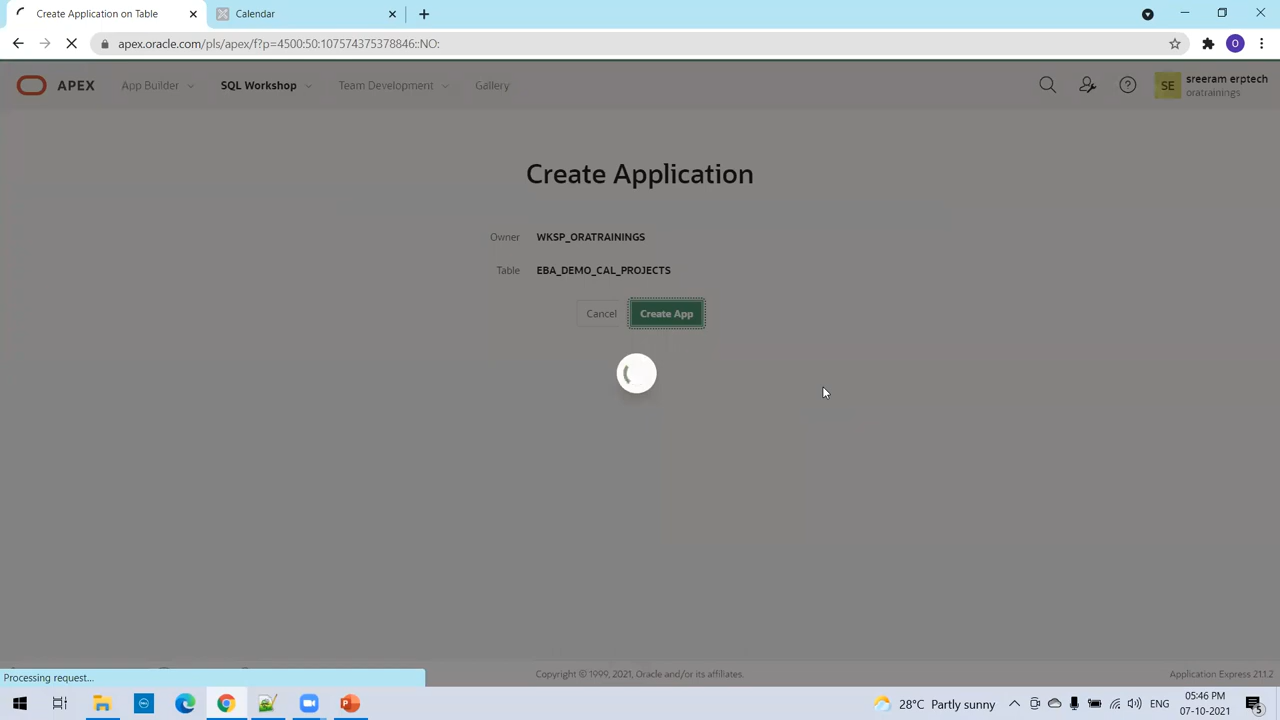 Create Application on Table
Calendar
apex.oracle.com/pls/apex/f?p=4500:50:107574375378846::NO:
O
APEX
App Builder
SQL Workshop
Team Development
Gallery
SE
sreeram erptech
oratrainings
Create Application
Owner WKSP_ORATRAININGS
Table EBA_DEMO_CAL_PROJECTS
Cancel
Create App
Copyright © 1999, 2021, Oracle and/or its affiliates.
Application Express 21.1.2
Processing request...
28°C Partly sunny
ENG
05:46 PM
07-10-2021
5